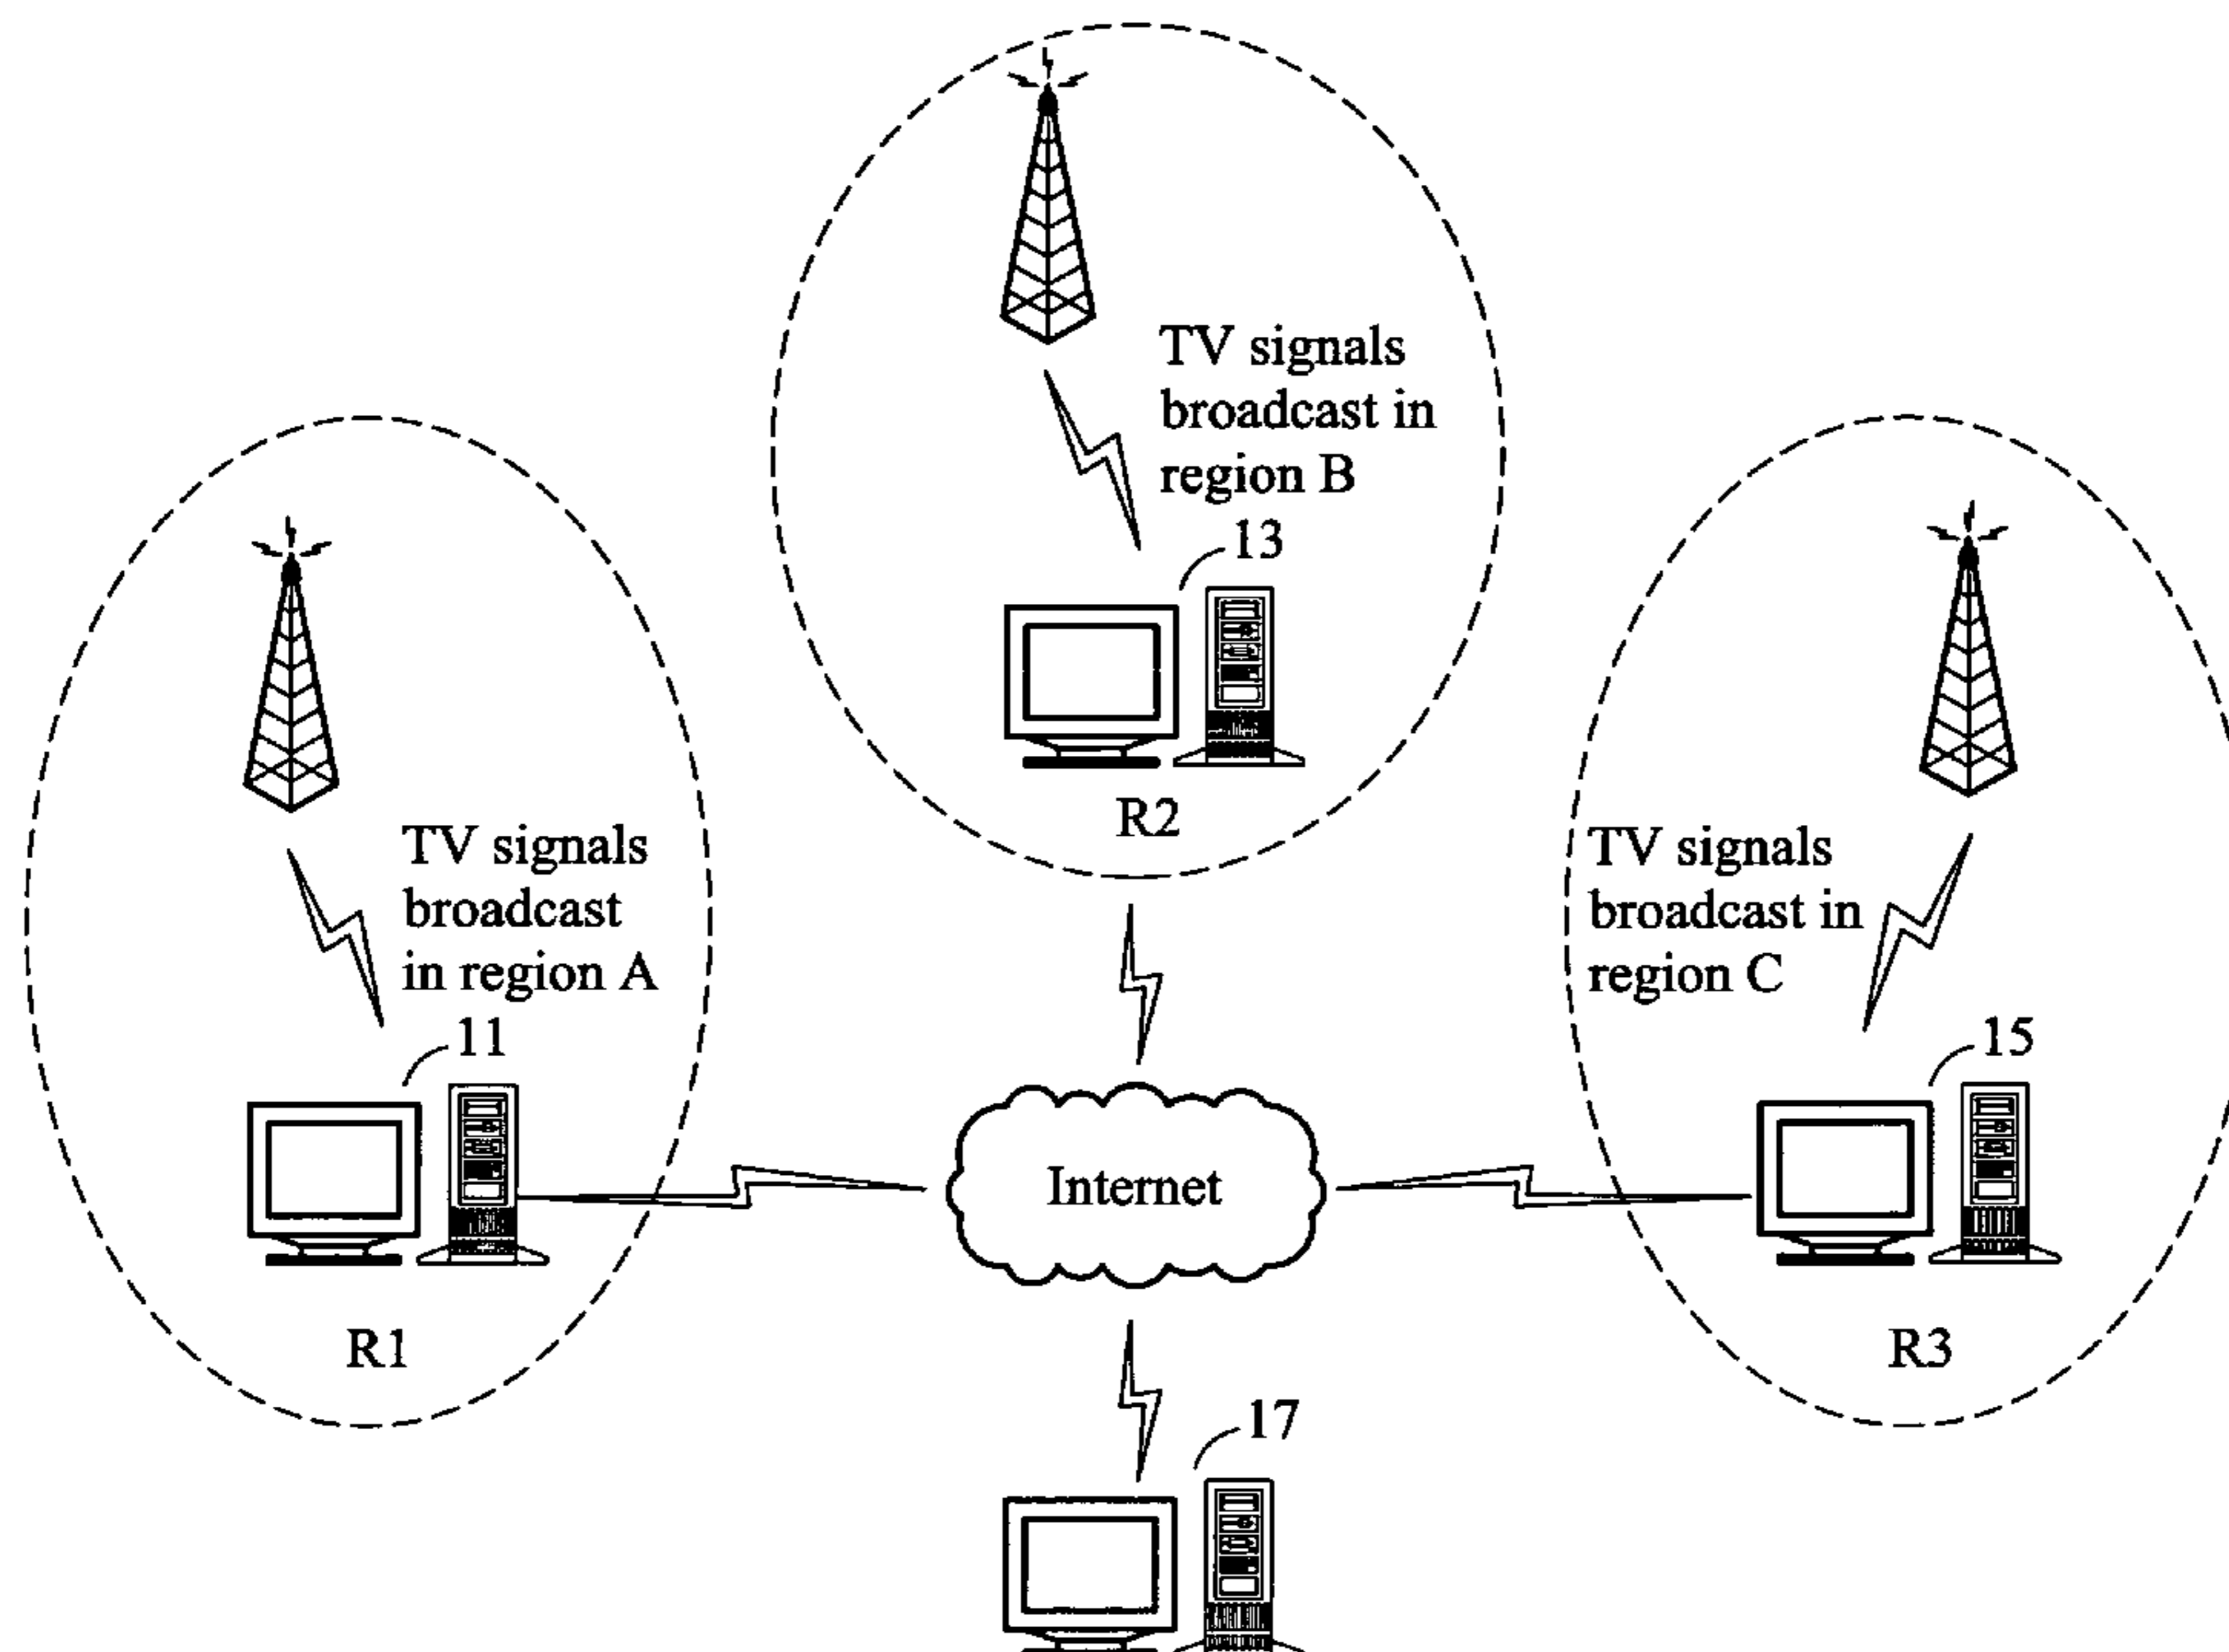 TV signals
broadcast in
region B
13
R2
TV signals
broadcast
in region A
11
R1
TV signals
broadcast in
region C
15
R3
Internet
17